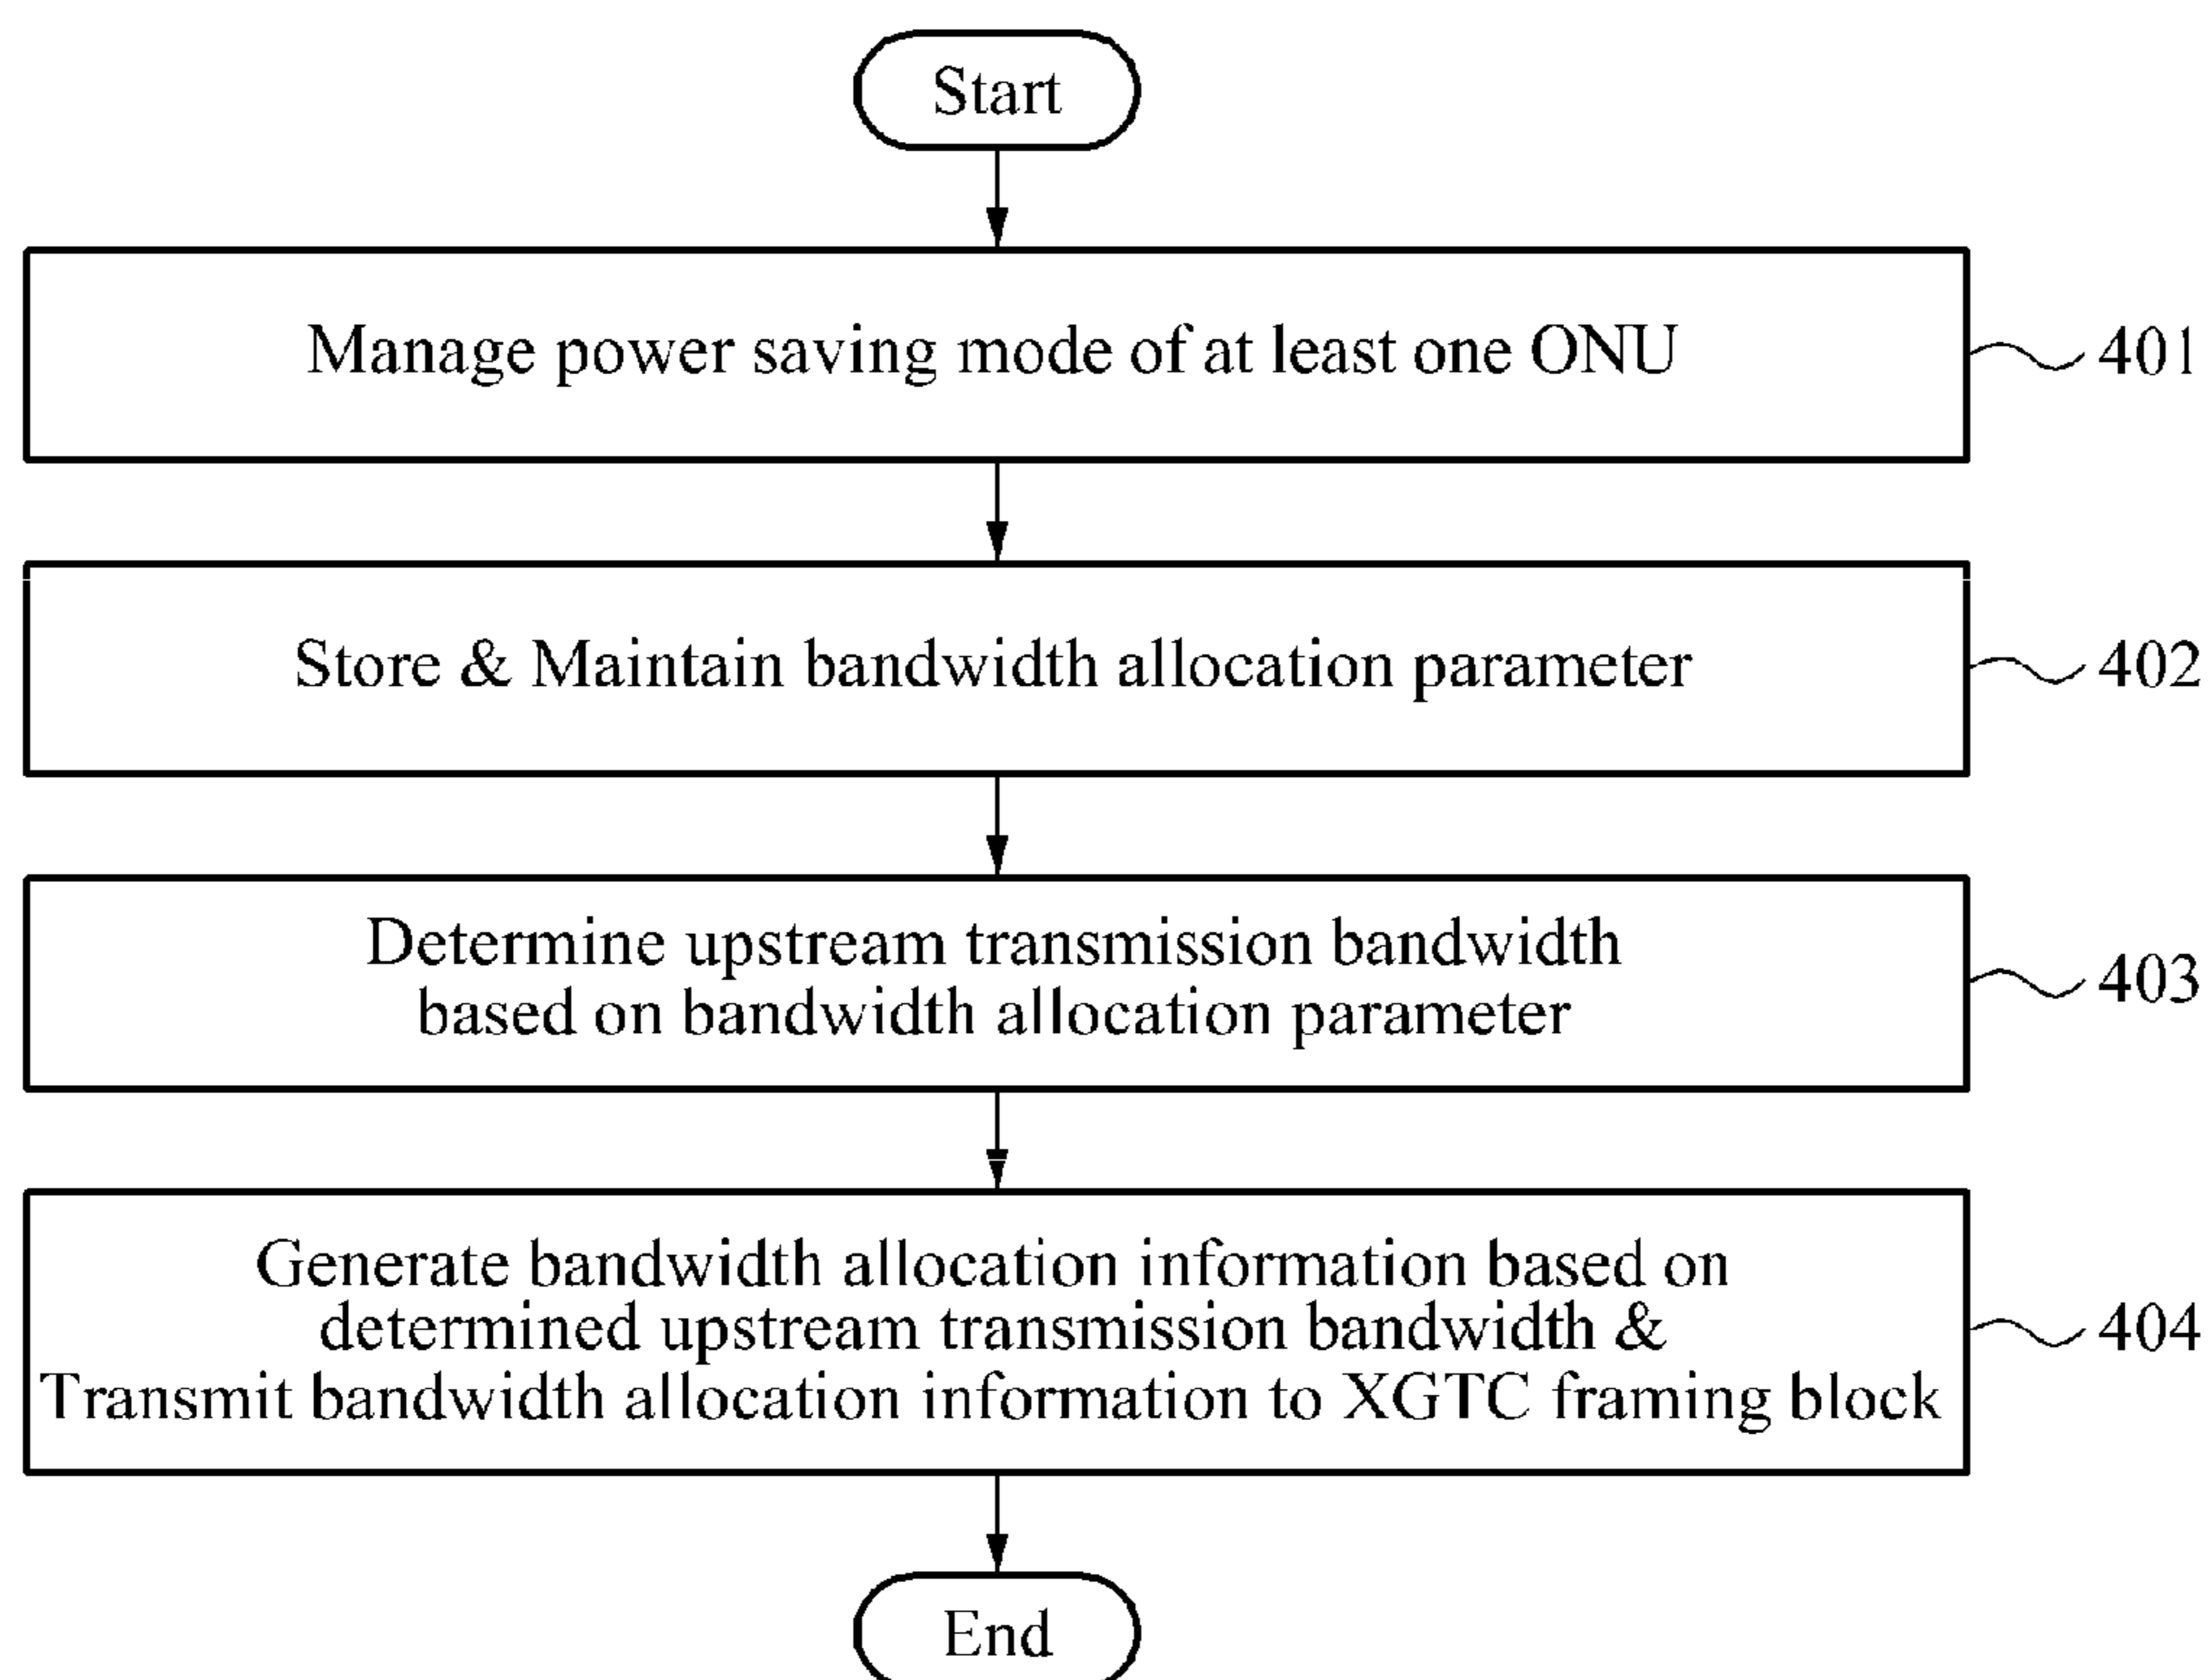 Start
Manage power saving mode of at least one ONU
401
Store & Maintain bandwidth allocation parameter
402
Determine upstream transmission bandwidth
based on bandwidth allocation parameter
403
Generate bandwidth allocation information based on
determined upstream transmission bandwidth &
Transmit bandwidth allocation information to XGTC framing block
404
End